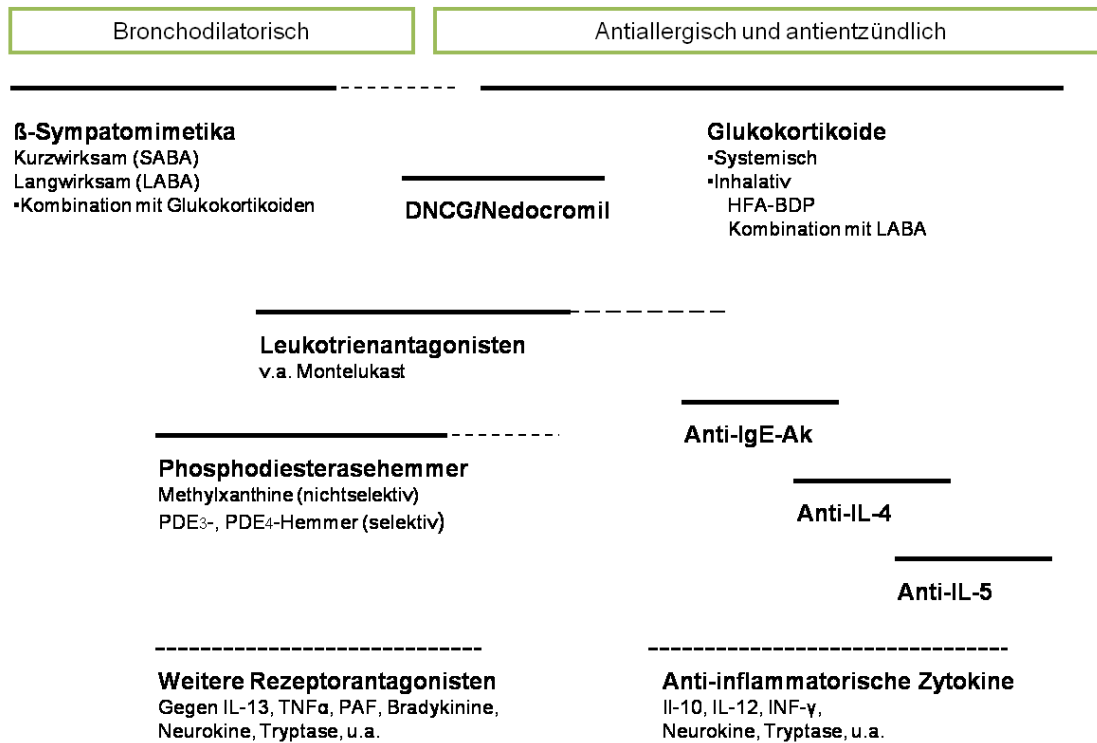 Bronchodilatorisch
Antiallergisch und antientzündlich
ß-Sympatomimetika
Kurzwirksam (SABA)
Langwirksam (LABA)
▪Kombination mit Glukokortikoiden
Glukokortikoide
▪Systemisch
▪Inhalativ
HFA-BDP
Kombination mit LABA
DNCG/Nedocromil
Leukotrienantagonisten
v.a. Montelukast
Anti-IgE-Ak
Phosphodiesterasehemmer
Methylxanthine (nichtselektiv)
PDE3-, PDE4-Hemmer (selektiv)
Anti-IL-4
Anti-IL-5
Weitere Rezeptorantagonisten
Gegen IL-13, TNFα, PAF, Bradykinine,
Neurokine, Tryptase, u.a.
Anti-inflammatorische Zytokine
Il-10, IL-12, INF-γ,
Neurokine, Tryptase, u.a.